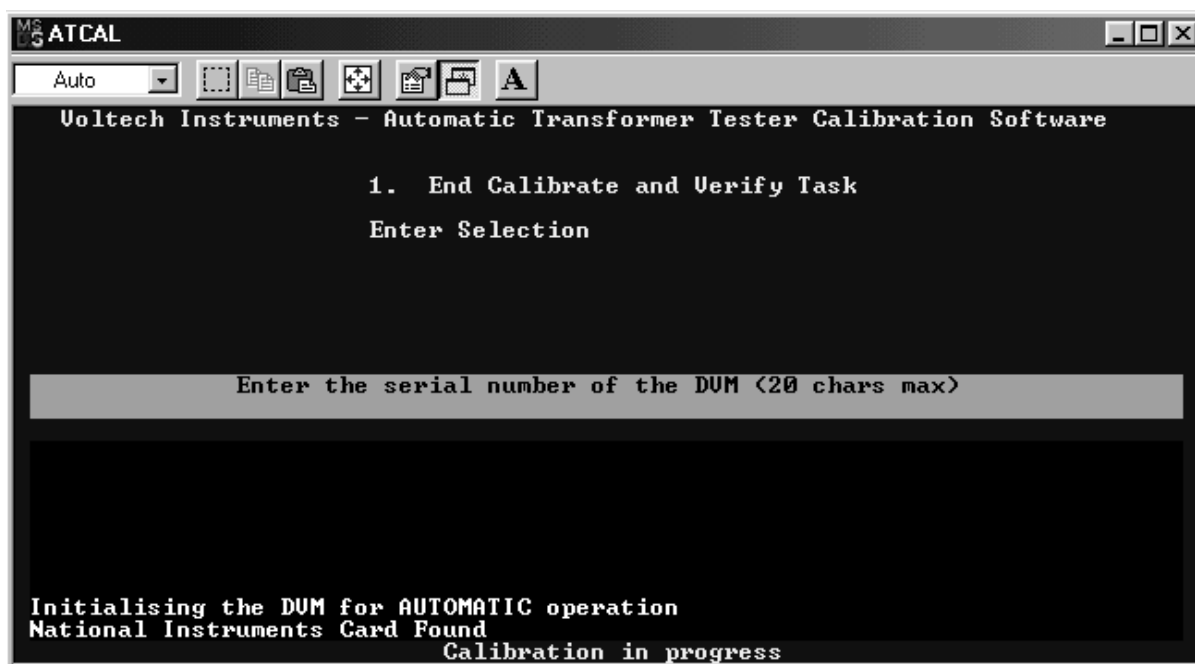 ATCAL
Auto
A
Voltech Instruments - Automatic Transformer Tester Calibration Software
1. End Calibrate and Verify Task
Enter Selection
Enter the serial number of the DVM (20 chars max)
Initialising the DVM for AUTOMATIC operation
National Instruments Card Found
Calibration in progress